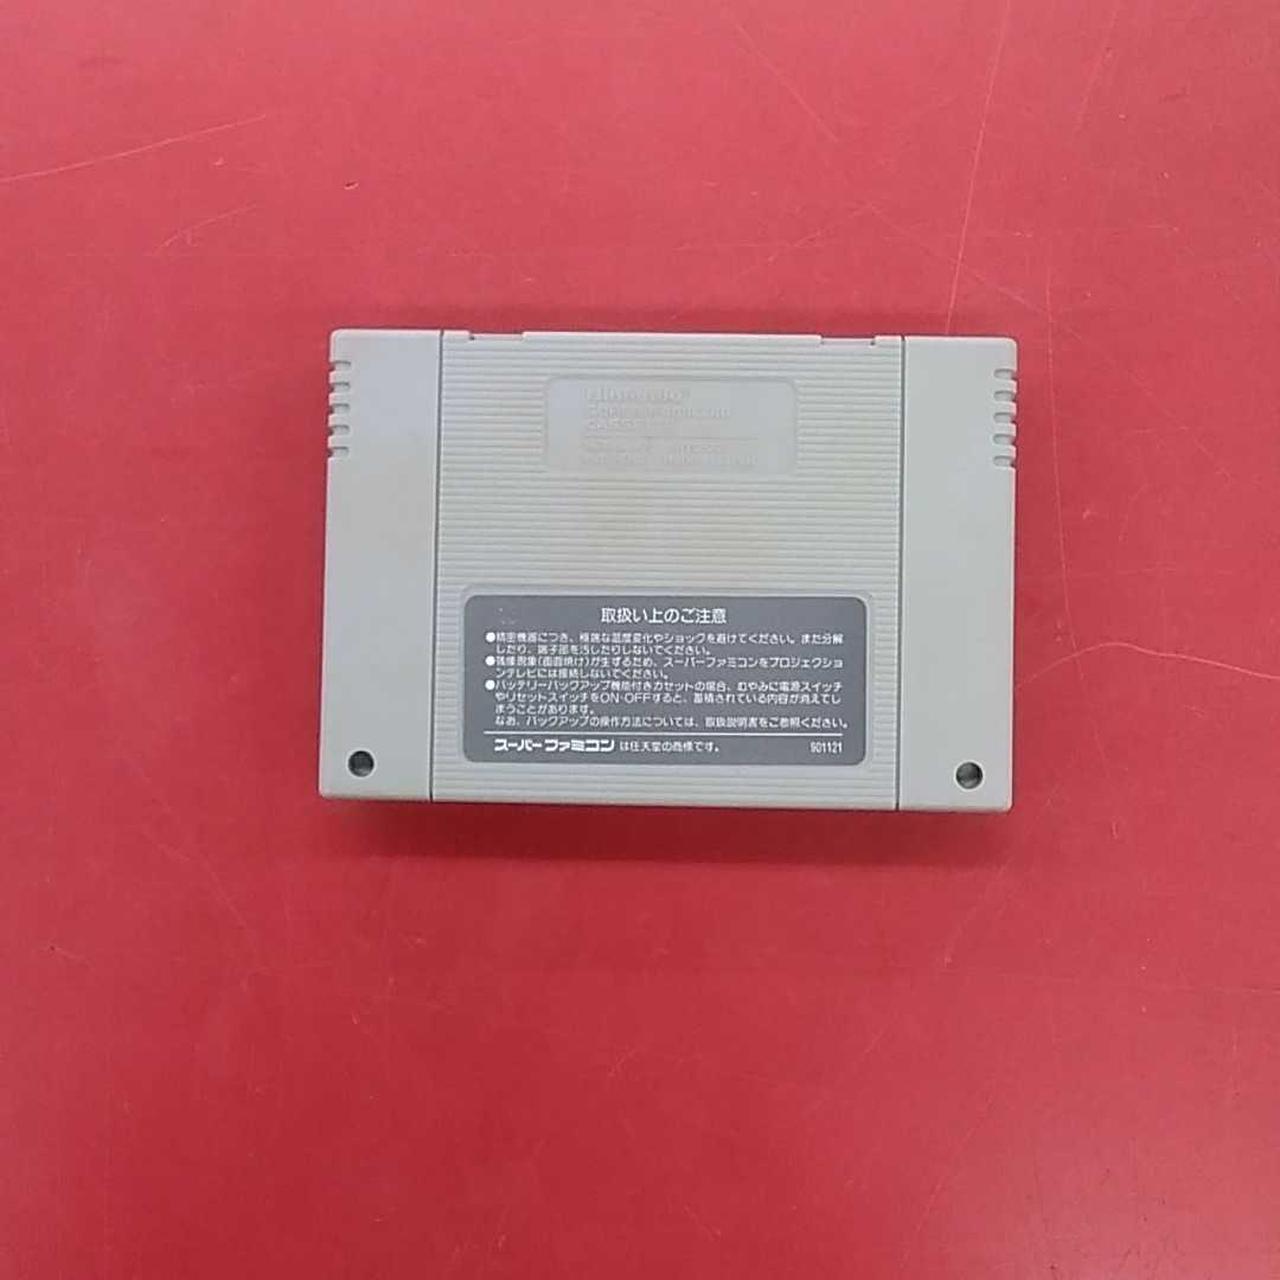 Nintendo
Super Famicom
CASSETTE
取扱い上のご注意
●精密機器につき、極端な温度変化やショックを避けてください。また分解
したり、端子部を汚したりしないでください。
●残像現象(画面焼け)が生ずるため、スーパーファミコンをプロジェクショ
ンテレビには接続しないでください。
●バッテリーバックアップ機能付きカセットの場合、むやみに電源スイッチ
やリセットスイッチをON・OFFすると、蓄積されている内容が消えてし
まうことがあります。
なお、バックアップの操作方法については、取扱説明書をご参照ください。
スーパーファミコンは任天堂の商標です。 901121